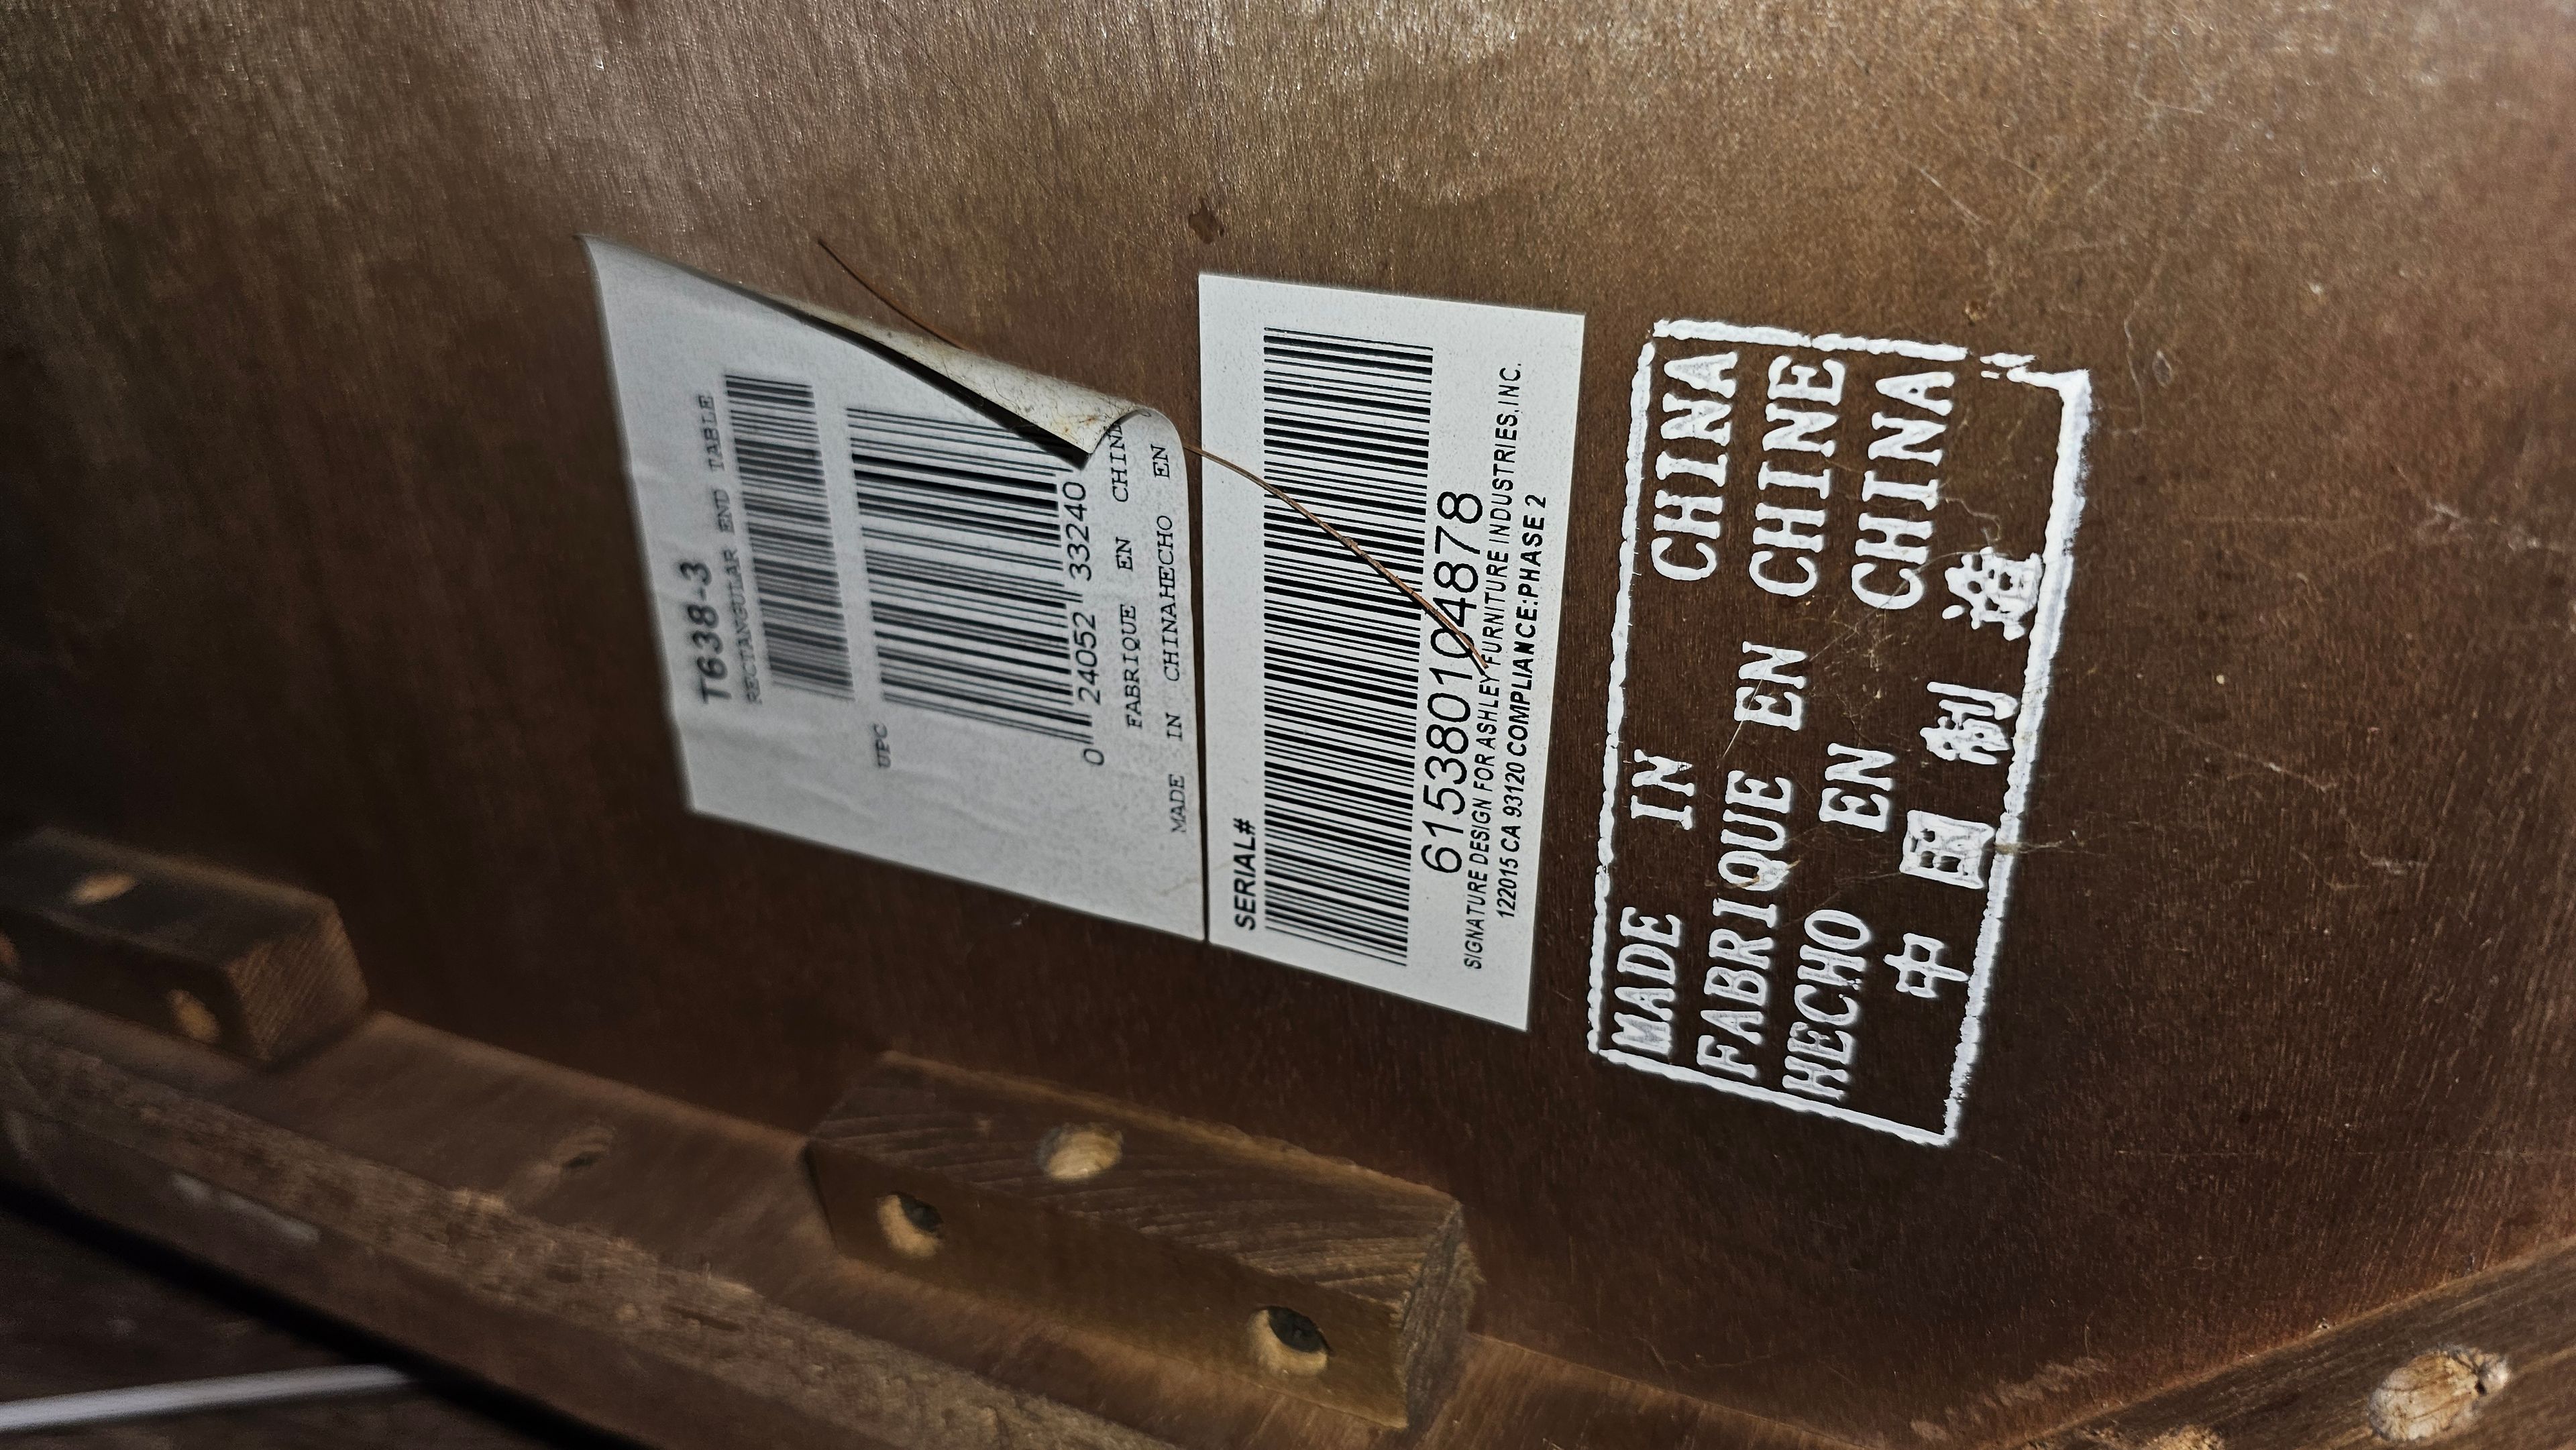 T638-3
RECTANGULAR END TABLE
UPC
0 24052 33240
FABRIQUE EN
MADE IN CHINAHECHO EN
SERIAL#
615380104878
SIGNATURE DESIGN FOR ASHLEY FURNITURE INDUSTRIES,INC.
122015 CA 93120 COMPLIANCE:PHASE 2
MADE IN CHINA
FABRIQUE EN CHINE
HECHO EN CHINA
中国制造